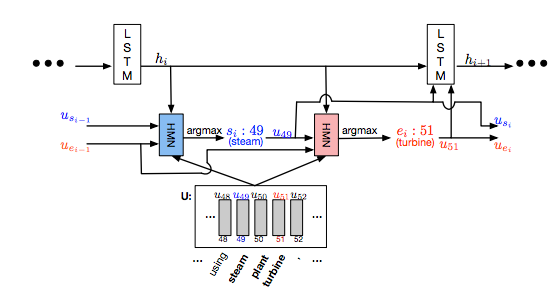 LSTM
LSTM
h_i
h_{i+1}
u_{s_{i-1}}
u_{e_{i-1}}
HMN
argmax
s_i : 49
(steam)
u_{49}
HMN
argmax
e_i : 51
(turbine)
u_{51}
u_{s_i}
u_{e_i}
U:
u_{48} u_{49} u_{50} u_{51} u_{52}
... ...
48 49 50 51 52
... using steam plant turbine , ...